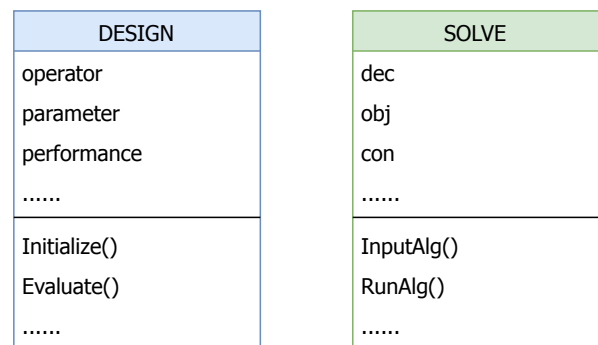 DESIGN
operator
parameter
performance
......
Initialize()
Evaluate()
......
SOLVE
dec
obj
con
......
InputAlg()
RunAlg()
......